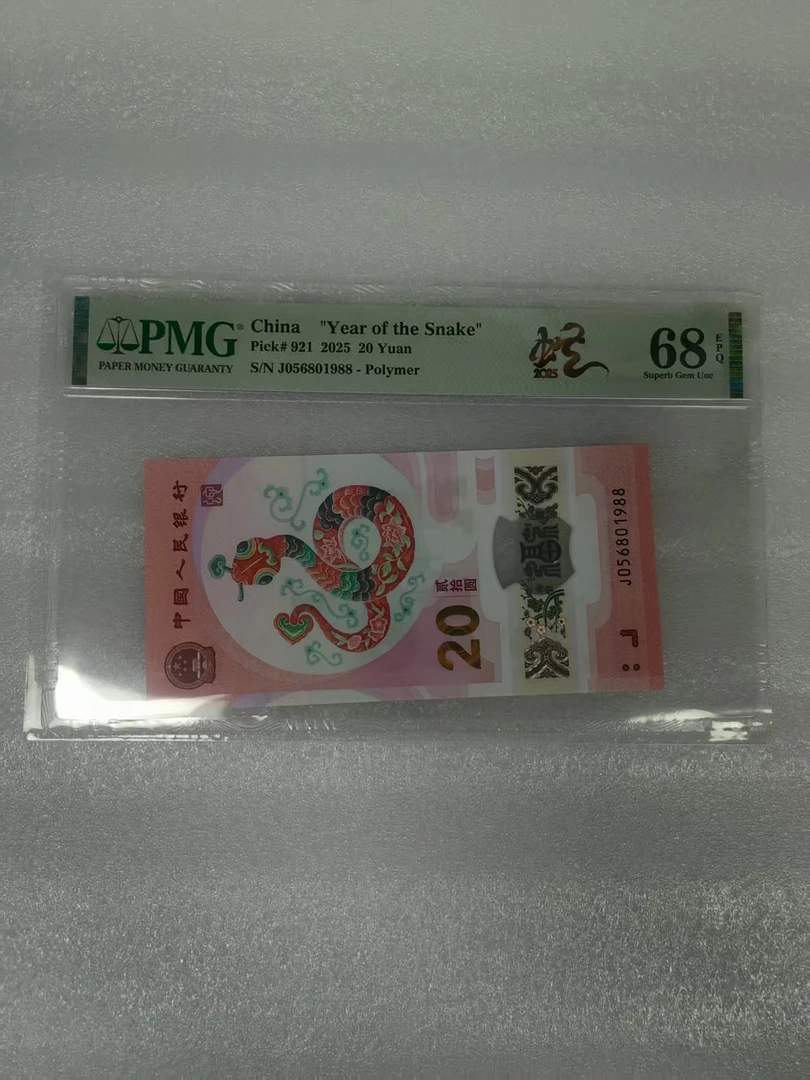 PMG®
PAPER MONEY GUARANTY
China "Year of the Snake"
Pick# 921 2025 20 Yuan
S/N J056801988 - Polymer
蛇
2025
68
EPQ
Superb Gem Unc
中國人民銀行
20
貳拾圓
福
J056801988